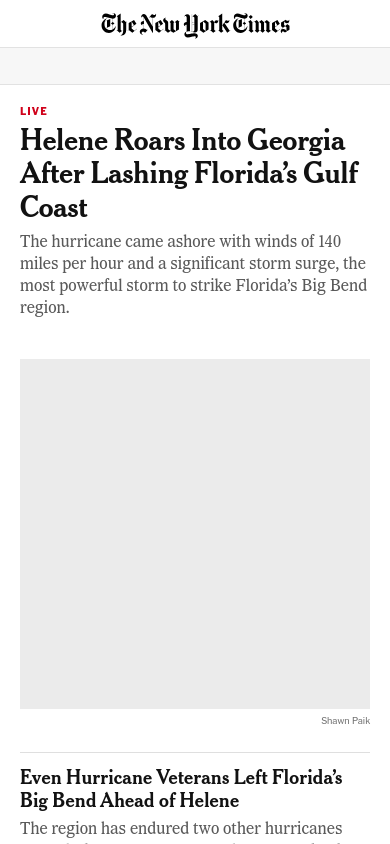 The New York Times
LIVE
Helene Roars Into Georgia
After Lashing Florida’s Gulf
Coast
The hurricane came ashore with winds of 140
miles per hour and a significant storm surge, the
most powerful storm to strike Florida’s Big Bend
region.
Shawn Paik
Even Hurricane Veterans Left Florida’s
Big Bend Ahead of Helene
The region has endured two other hurricanes